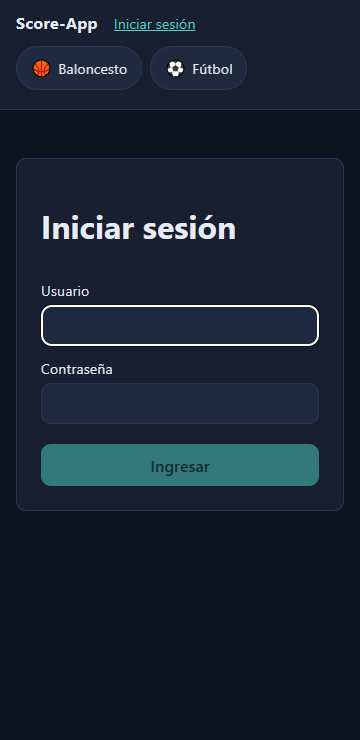 Score-App Iniciar sesión
Baloncesto Fútbol
Iniciar sesión
Usuario
Contraseña
Ingresar